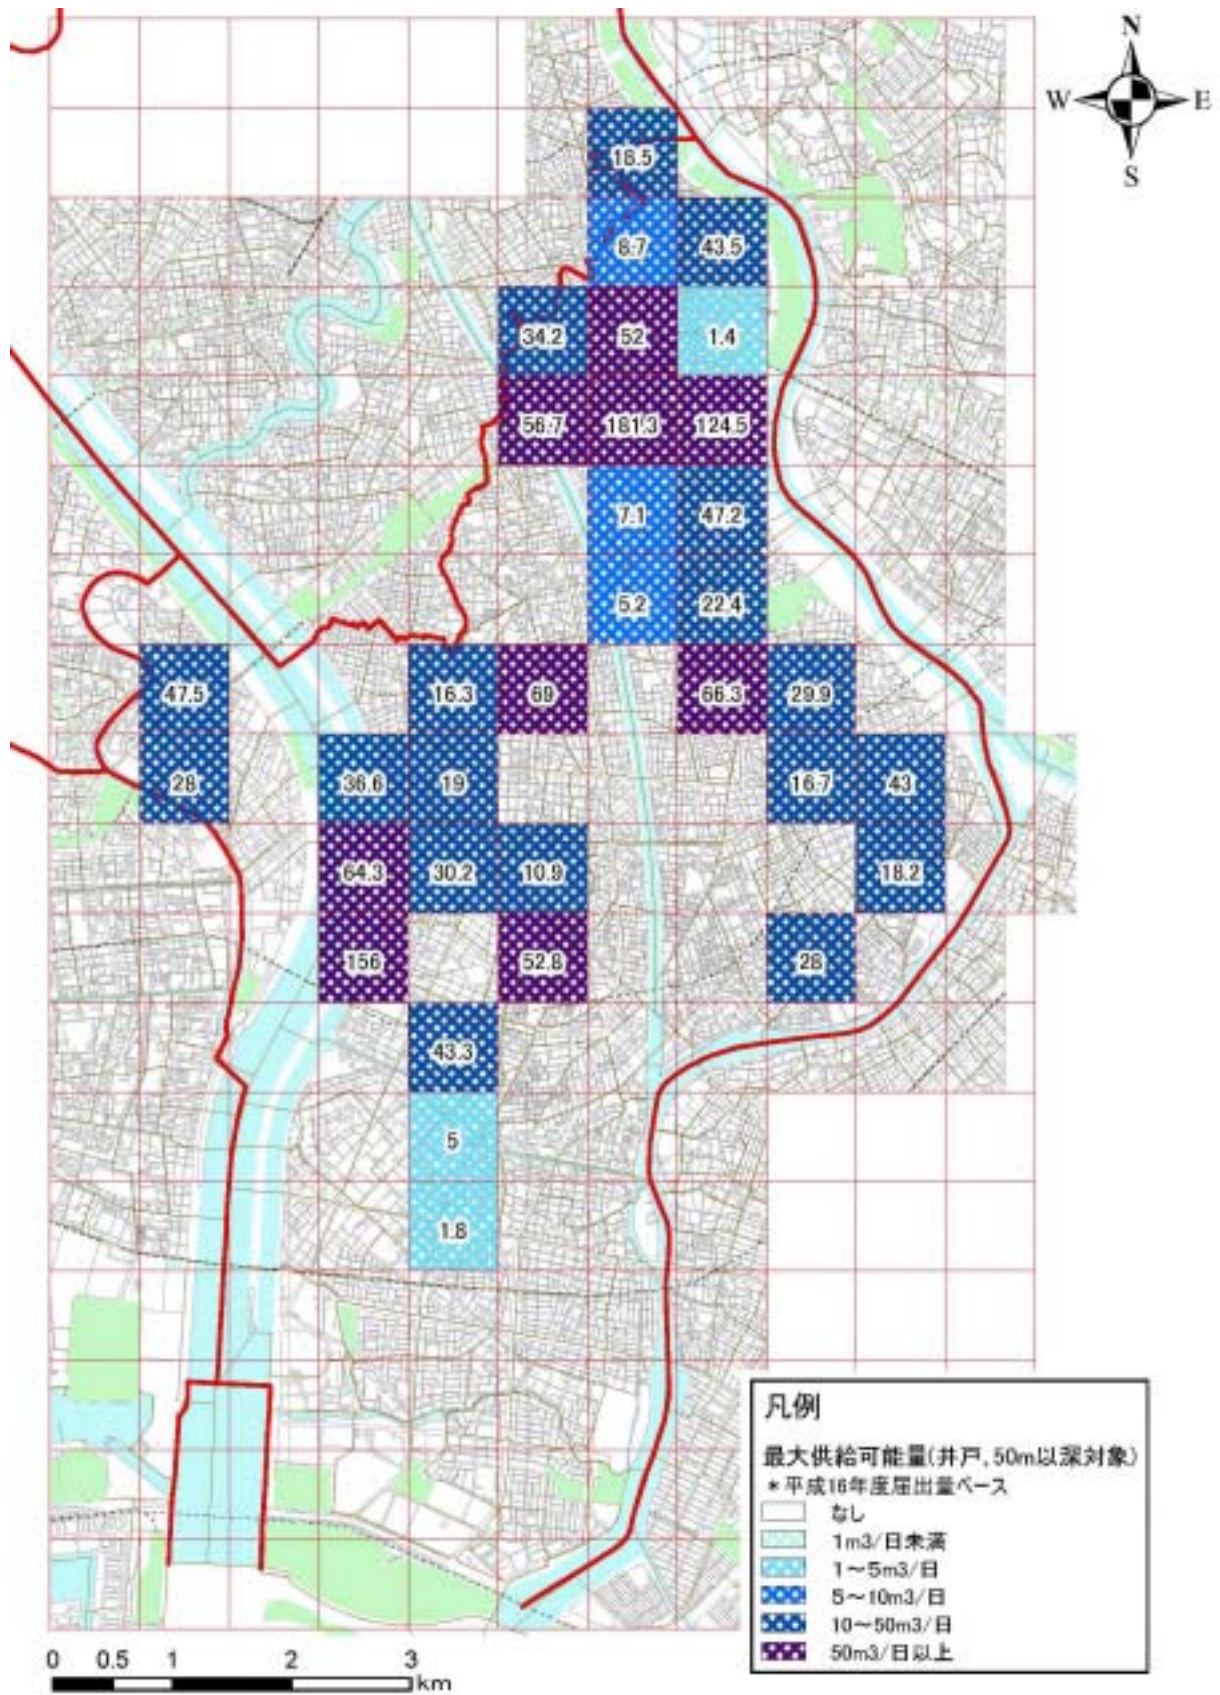 N
W E
S
18.5
8.7 43.5
34.2 52 1.4
56.7 181.3 124.5
7.1 47.2
5.2 22.4
47.5 16.3 69 66.3 29.9
28 36.6 19 16.7 43
64.3 30.2 10.9 18.2
156 52.8 28
43.3
5
1.8
凡例
最大供給可能量(井戸,50m以深対象)
*平成16年度届出量ベース
なし
1m3/日未満
1～5m3/日
5～10m3/日
10～50m3/日
50m3/日以上
0 0.5 1 2 3
km